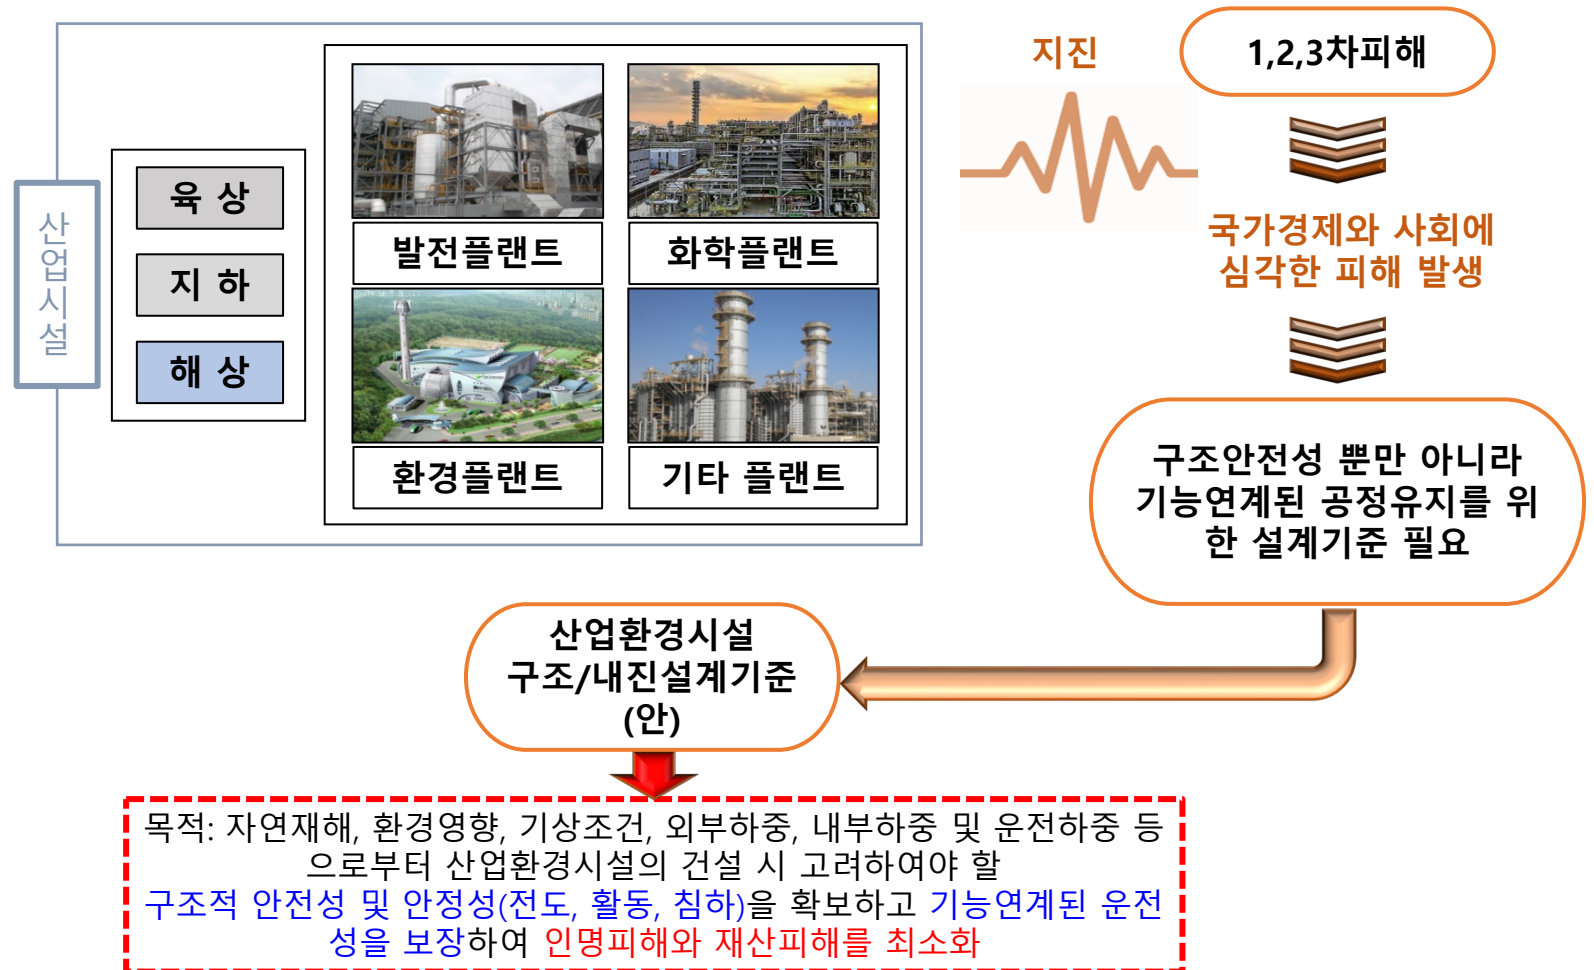 산업시설
육 상
지 하
해 상
발전플랜트
화학플랜트
환경플랜트
기타 플랜트
지진
1,2,3차피해
국가경제와 사회에
심각한 피해 발생
구조안전성 뿐만 아니라
기능연계된 공정유지를 위
한 설계기준 필요
산업환경시설
구조/내진설계기준
(안)
목적: 자연재해, 환경영향, 기상조건, 외부하중, 내부하중 및 운전하중 등
으로부터 산업환경시설의 건설 시 고려하여야 할
구조적 안전성 및 안정성(전도, 활동, 침하)을 확보하고 기능연계된 운전
성을 보장하여 인명피해와 재산피해를 최소화